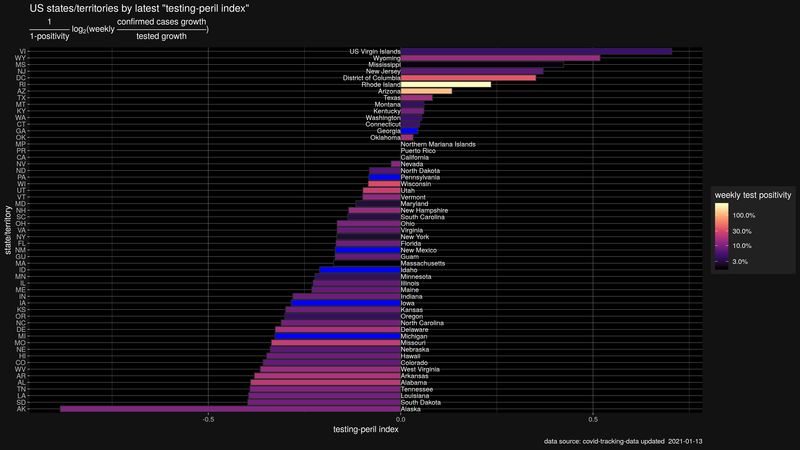 US states/territories by latest "testing-peril index"
1 confirmed cases growth
log2(weekly )
1-positivity tested growth
VI US Virgin Islands
WY Wyoming
MS Mississippi
NJ New Jersey
DC District of Columbia
RI Rhode Island
AZ Arizona
TX Texas
MT Montana
KY Kentucky
WA Washington
CT Connecticut
GA Georgia
OK Oklahoma
MP Northern Mariana Islands
PR Puerto Rico
CA California
NV Nevada
ND North Dakota
PA Pennsylvania
WI Wisconsin
UT Utah
VT Vermont
MD Maryland
NH New Hampshire
SC South Carolina
OH Ohio
VA Virginia
NY New York
FL Florida
NM New Mexico
GU Guam
MA Massachusetts
ID Idaho
MN Minnesota
IL Illinois
ME Maine
IN Indiana
IA Iowa
KS Kansas
OR Oregon
NC North Carolina
DE Delaware
MI Michigan
MO Missouri
NE Nebraska
HI Hawaii
CO Colorado
WV West Virginia
AR Arkansas
AL Alabama
TN Tennessee
LA Louisiana
SD South Dakota
AK Alaska
state/territory
-0.5 0.0 0.5
testing-peril index
weekly test positivity
100.0%
30.0%
10.0%
3.0%
data source: covid-tracking-data updated 2021-01-13